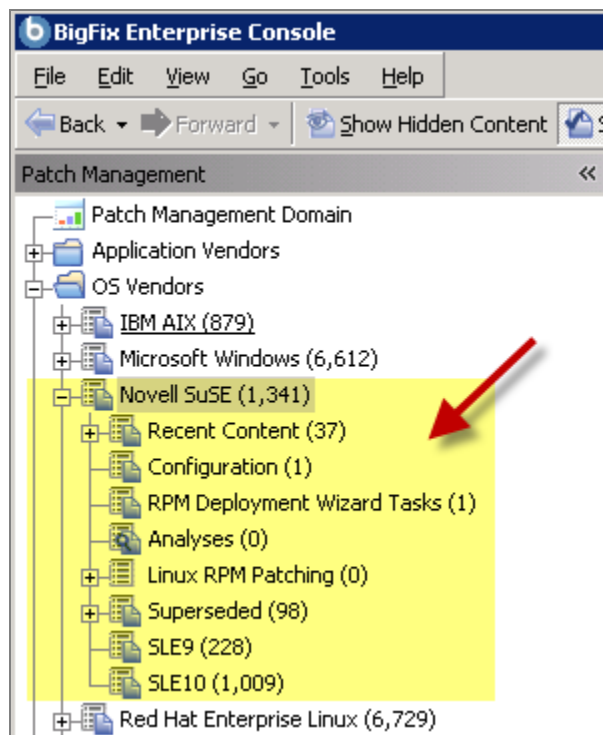 BigFix Enterprise Console
File Edit View Go Tools Help
Back Forward Show Hidden Content
Patch Management «
Patch Management Domain
Application Vendors
OS Vendors
IBM AIX (879)
Microsoft Windows (6,612)
Novell SuSE (1,341)
Recent Content (37)
Configuration (1)
RPM Deployment Wizard Tasks (1)
Analyses (0)
Linux RPM Patching (0)
Superseded (98)
SLE9 (228)
SLE10 (1,009)
Red Hat Enterprise Linux (6,729)